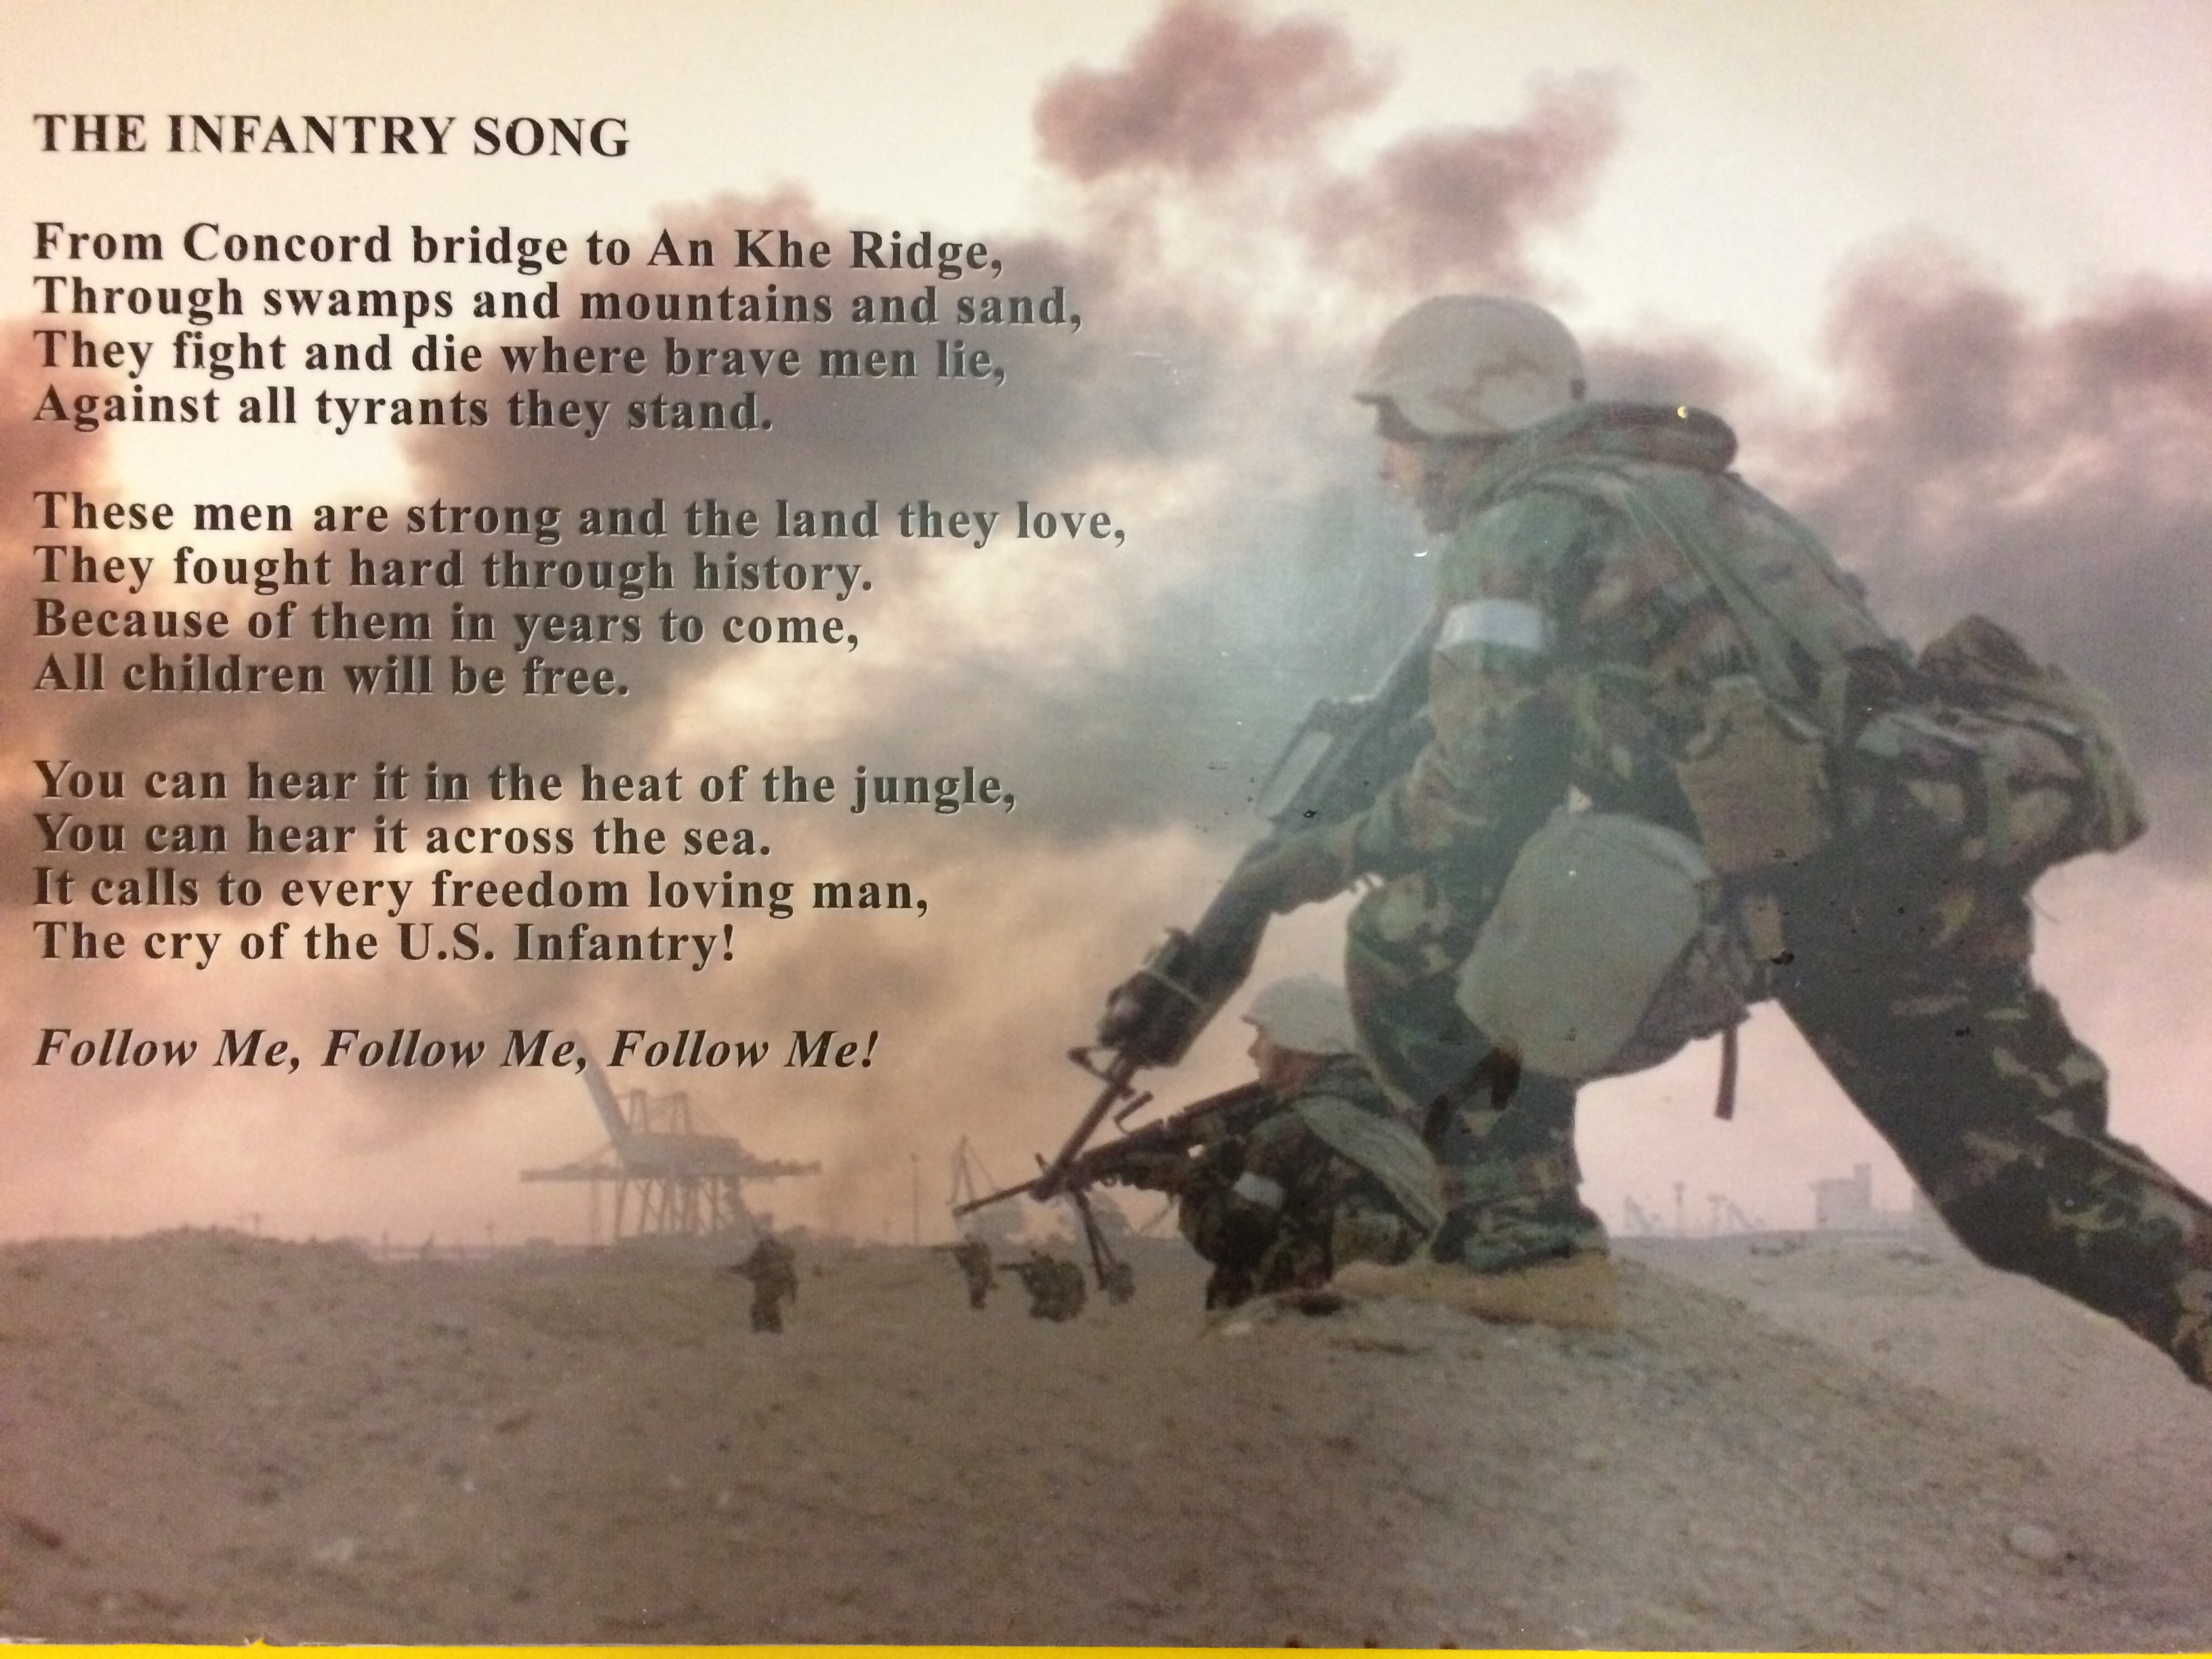 THE INFANTRY SONG
From Concord bridge to An Khe Ridge,
Through swamps and mountains and sand,
They fight and die where brave men lie,
Against all tyrants they stand.
These men are strong and the land they love,
They fought hard through history.
Because of them in years to come,
All children will be free.
You can hear it in the heat of the jungle,
You can hear it across the sea.
It calls to every freedom loving man,
The cry of the U.S. Infantry!
Follow Me, Follow Me, Follow Me!